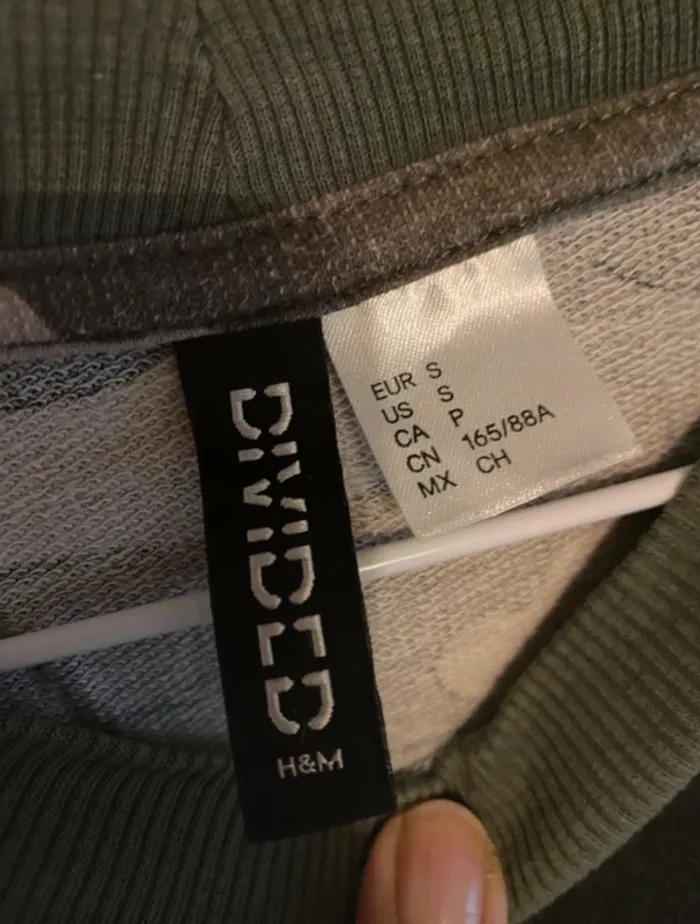 DIVIDED
H&M
EUR S
US S
CA P
CN 165/88A
MX CH